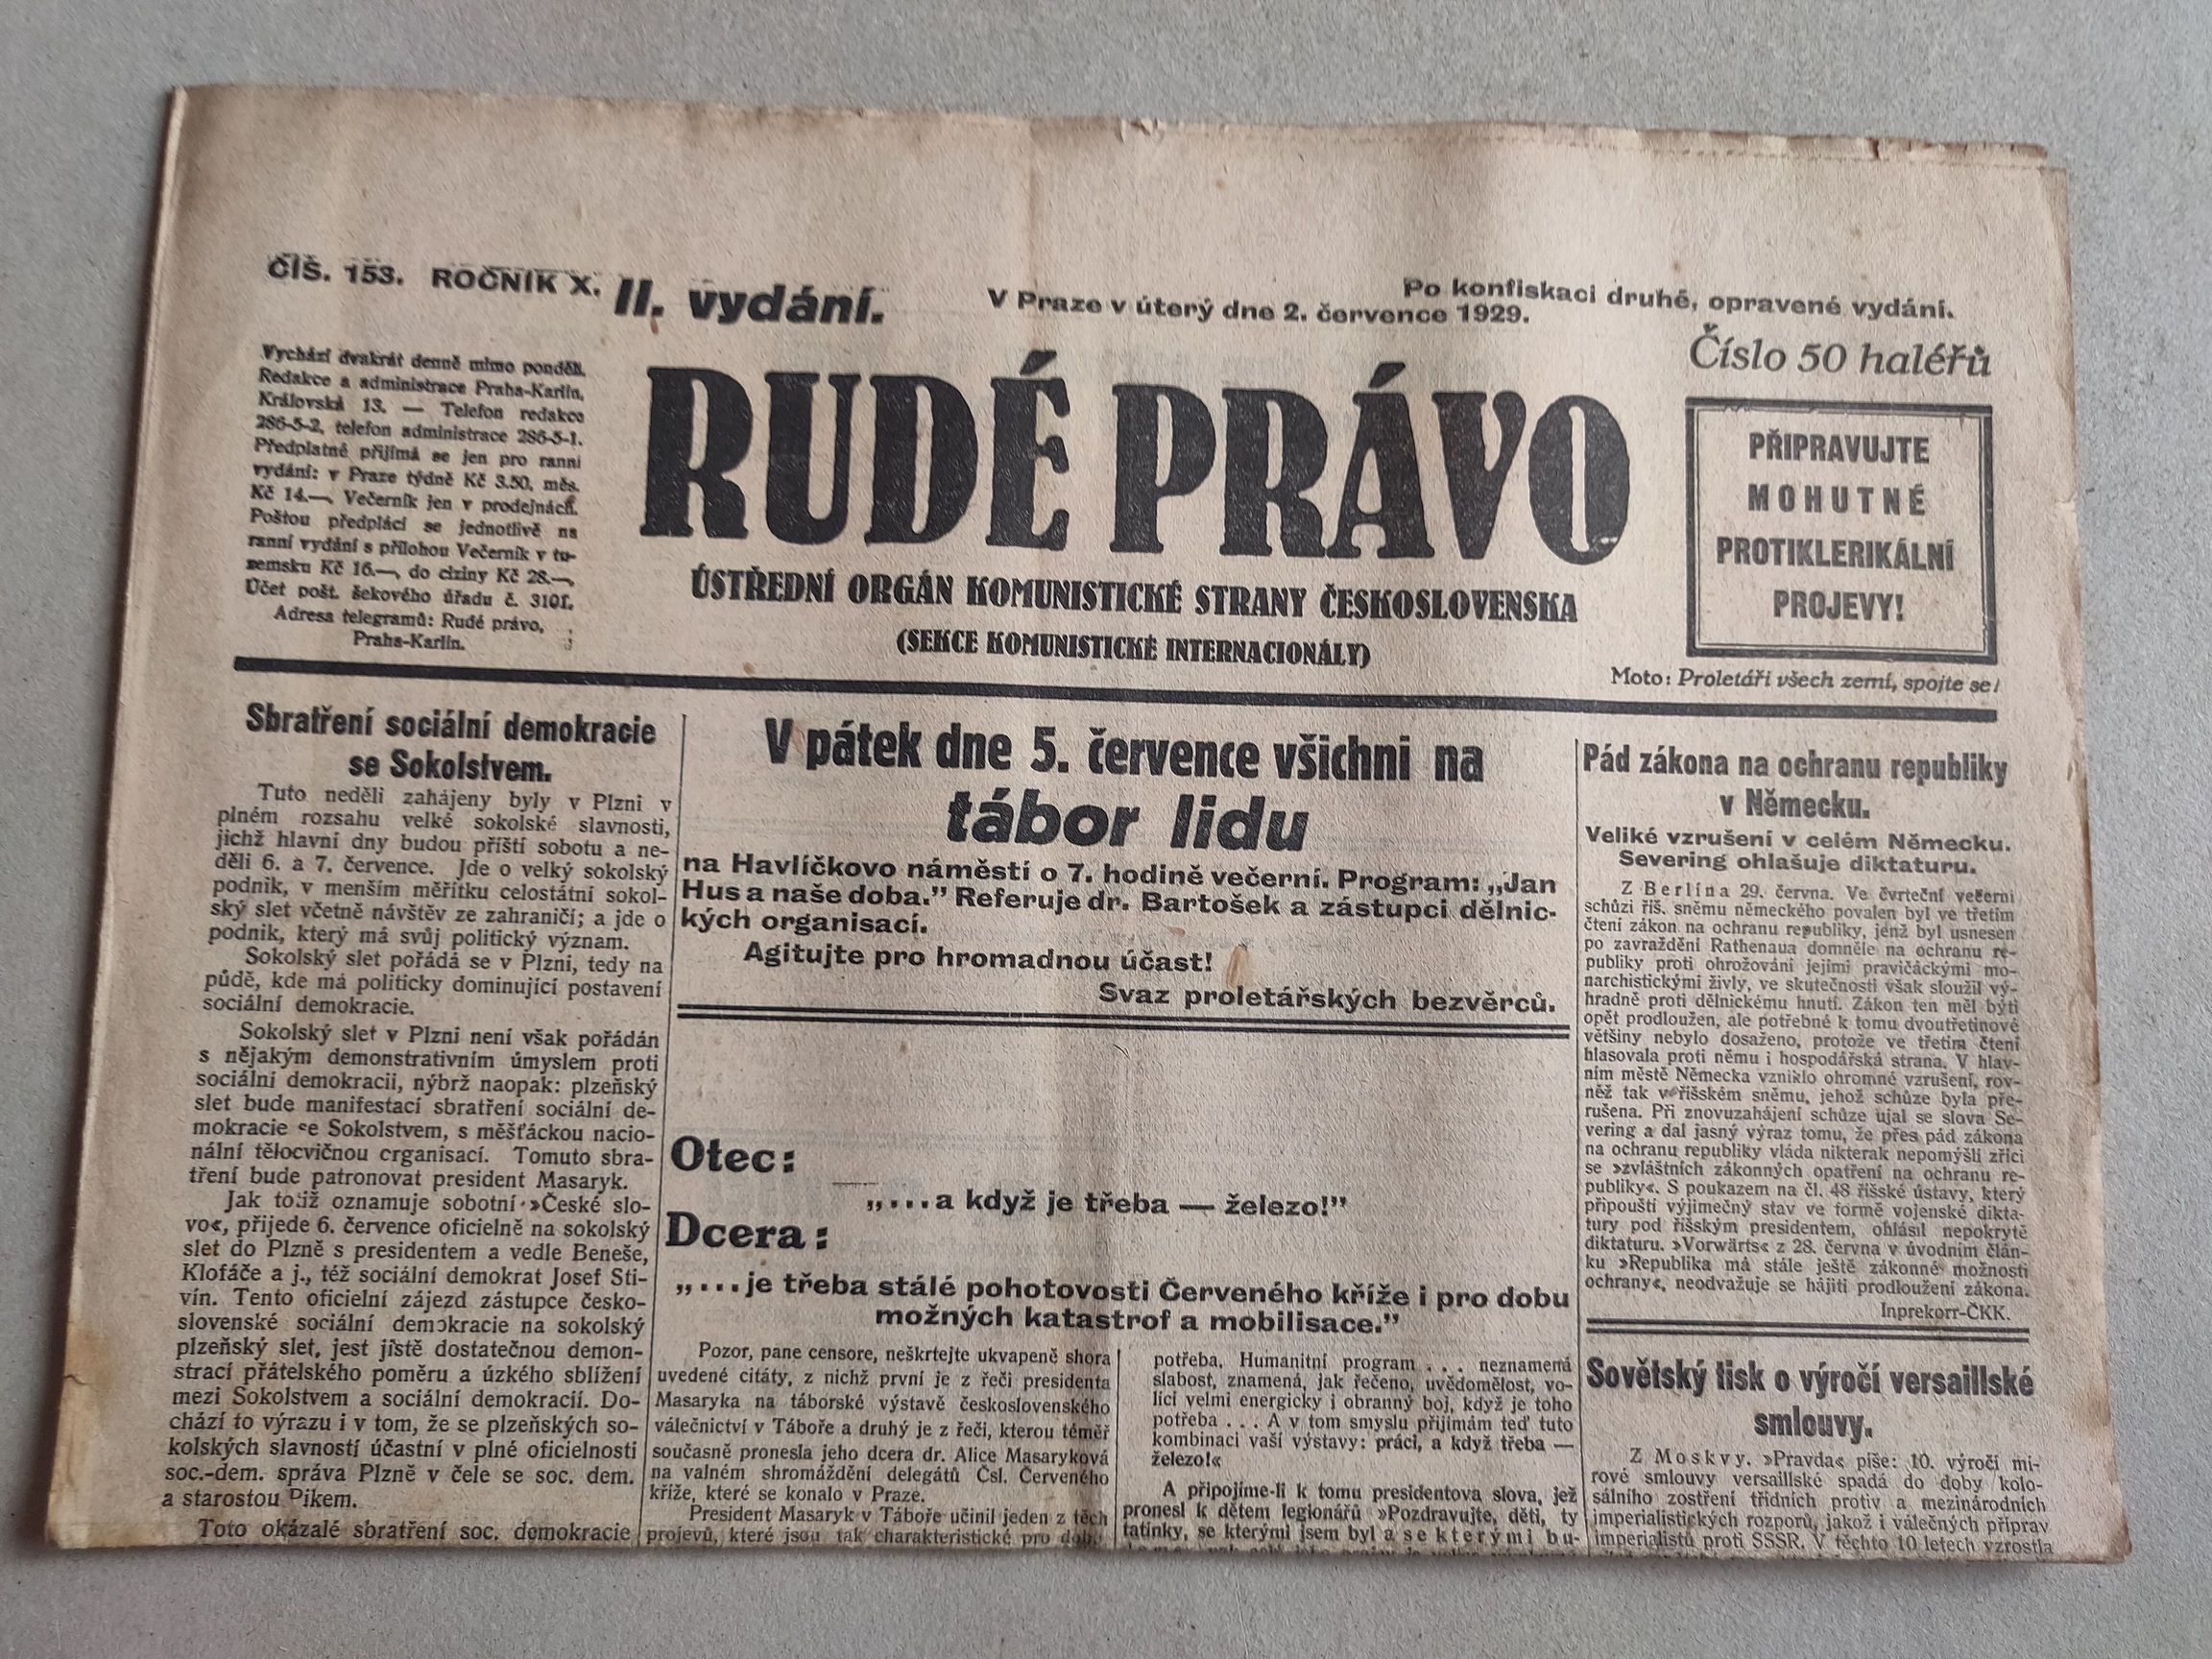 ČÍS. 153. ROČNÍK X. II. vydání.
V Praze v úterý dne 2. července 1929.
Po konfiskaci druhé, opravené vydání.
Číslo 50 haléřů
Vychází dvakrát denně mimo pondělí.
Redakce a administrace Praha-Karlín,
Královská 13. — Telefon redakce
286-5-2, telefon administrace 286-5-1.
Předplatné přijímá se jen pro ranní
vydání: v Praze týdně Kč 3.50, měs.
Kč 14.—, Večerník jen v prodejnách.
Poštou předplácí se jednotlivě na
ranní vydání s přílohou Večerník v tu-
zemsku Kč 16.—, do ciziny Kč 28.—,
Účet pošt. šekového úřadu č. 3101.
Adresa telegramů: Rudé právo,
Praha-Karlín.
RUDÉ PRÁVO
ÚSTŘEDNÍ ORGÁN KOMUNISTICKÉ STRANY ČESKOSLOVENSKA
(SEKCE KOMUNISTICKÉ INTERNACIONÁLY)
PŘIPRAVUJTE
MOHUTNÉ
PROTIKLERIKÁLNÍ
PROJEVY!
Moto: Proletáři všech zemí, spojte se!
Sbratření sociální demokracie
se Sokolstvem.
Tuto neděli zahájeny byly v Plzni v
plném rozsahu velké sokolské slavnosti,
jichž hlavní dny budou příští sobotu a ne-
děli 6. a 7. července. Jde o velký sokolský
podnik, v menším měřítku celostátní sokol-
ský slet včetně návštěv ze zahraničí; a jde o
podnik, který má svůj politický význam.
Sokolský slet pořádá se v Plzni, tedy na
půdě, kde má politicky dominující postavení
sociální demokracie.
Sokolský slet v Plzni není však pořádán
s nějakým demonstrativním úmyslem proti
sociální demokracii, nýbrž naopak: plzeňský
slet bude manifestací sbratření sociální de-
mokracie se Sokolstvem, s měšťáckou nacio-
nální tělocvičnou crganisací. Tomuto sbra-
tření bude patronovat president Masaryk.
Jak totiž oznamuje sobotní »České slo-
vo«, přijede 6. července oficielně na sokolský
slet do Plzně s presidentem a vedle Beneše,
Klofáče a j., též sociální demokrat Josef Sti-
vín. Tento oficielní zájezd zástupce česko-
slovenské sociální demokracie na sokolský
plzeňský slet, jest jistě dostatečnou demon-
strací přátelského poměru a úzkého sblížení
mezi Sokolstvem a sociální demokracií. Do-
chází to výrazu i v tom, že se plzeňských so-
kolských slavností účastní v plné oficielnosti
soc.-dem. správa Plzně v čele se soc. dem.
a starostou Pikem.
Toto okázalé sbratření soc. demokracie
V pátek dne 5. července všichni na
tábor lidu
na Havlíčkovo náměstí o 7. hodině večerní. Program: „Jan
Hus a naše doba.” Referuje dr. Bartošek a zástupci dělnic-
kých organisací.
Agitujte pro hromadnou účast!
Svaz proletářských bezvěrců.
Otec:
„...a když je třeba — železo!”
Dcera:
„...je třeba stálé pohotovosti Červeného kříže i pro dobu
možných katastrof a mobilisace.”
Pozor, pane censore, neškrtejte ukvapeně shora
uvedené citáty, z nichž první je z řeči presidenta
Masaryka na táborské výstavě československého
válečnictví v Táboře a druhý je z řeči, kterou téměř
současně pronesla jeho dcera dr. Alice Masaryková
na valném shromáždění delegátů Čsl. Červeného
kříže, které se konalo v Praze.
President Masaryk v Táboře učinil jeden z těch
projevů, které jsou tak charakteristické pro dobu
potřeba. Humanitní program . . . neznamená
slabost, znamená, jak řečeno, uvědomělost, vo-
lící velmi energický i obranný boj, když je toho
potřeba . . . A v tom smyslu přijímám teď tuto
kombinaci vaší výstavy: práci, a když třeba —
železo!«
A připojíme-li k tomu presidentova slova, jež
pronesl k dětem legionářů »Pozdravujte, děti, ty
tatínky, se kterými jsem byl a se kterými bu-
Pád zákona na ochranu republiky
v Německu.
Veliké vzrušení v celém Německu.
Severing ohlašuje diktaturu.
Z Berlína 29. června. Ve čtvrteční večerní
schůzi říš. sněmu německého povalen byl ve třetím
čtení zákon na ochranu republiky, jenž byl usnesen
po zavraždění Rathenaua domněle na ochranu re-
publiky proti ohrožování jejími pravičáckými mo-
narchistickými živly, ve skutečnosti však sloužil vý-
hradně proti dělnickému hnutí. Zákon ten měl býti
opět prodloužen, ale potřebné k tomu dvoutřetinové
většiny nebylo dosaženo, protože ve třetím čtení
hlasovala proti němu i hospodářská strana. V hlav-
ním městě Německa vzniklo ohromné vzrušení, rov-
něž tak v říšském sněmu, jehož schůze byla pře-
rušena. Při znovuzahájení schůze ujal se slova Se-
vering a dal jasný výraz tomu, že přes pád zákona
na ochranu republiky vláda nikterak nepomýšlí zříci
se »zvláštních zákonných opatření na ochranu re-
publiky«. S poukazem na čl. 48 říšské ústavy, který
připouští výjimečný stav ve formě vojenské dikta-
tury pod říšským presidentem, ohlásil nepokrytě
diktaturu. »Vorwärts« z 28. června v úvodním člán-
ku »Republika má stále ještě zákonné možnosti
ochrany«, neodvažuje se hájiti prodloužení zákona.
Inprekorr-ČKK.
Sovětský tisk o výročí versaillské
smlouvy.
Z Moskvy. »Pravda« píše: 10. výročí mí-
rové smlouvy versaillské spadá do doby kolo-
sálního zostření třídních protiv a mezinárodních
imperialistických rozporů, jakož i válečných příprav
imperialistů proti SSSR. V těchto 10 letech vzrostla